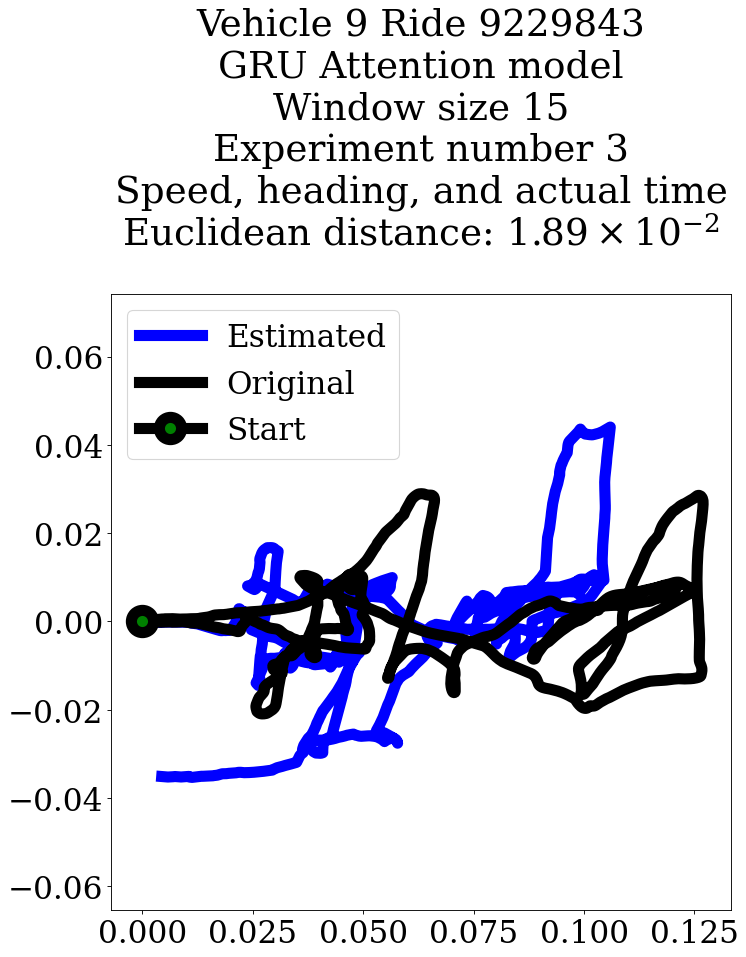 Vehicle 9 Ride 9229843
GRU Attention model
Window size 15
Experiment number 3
Speed, heading, and actual time
Euclidean distance: 1.89 × 10⁻²
Estimated
Original
Start
0.06
0.04
0.02
0.00
−0.02
−0.04
−0.06
0.000 0.025 0.050 0.075 0.100 0.125